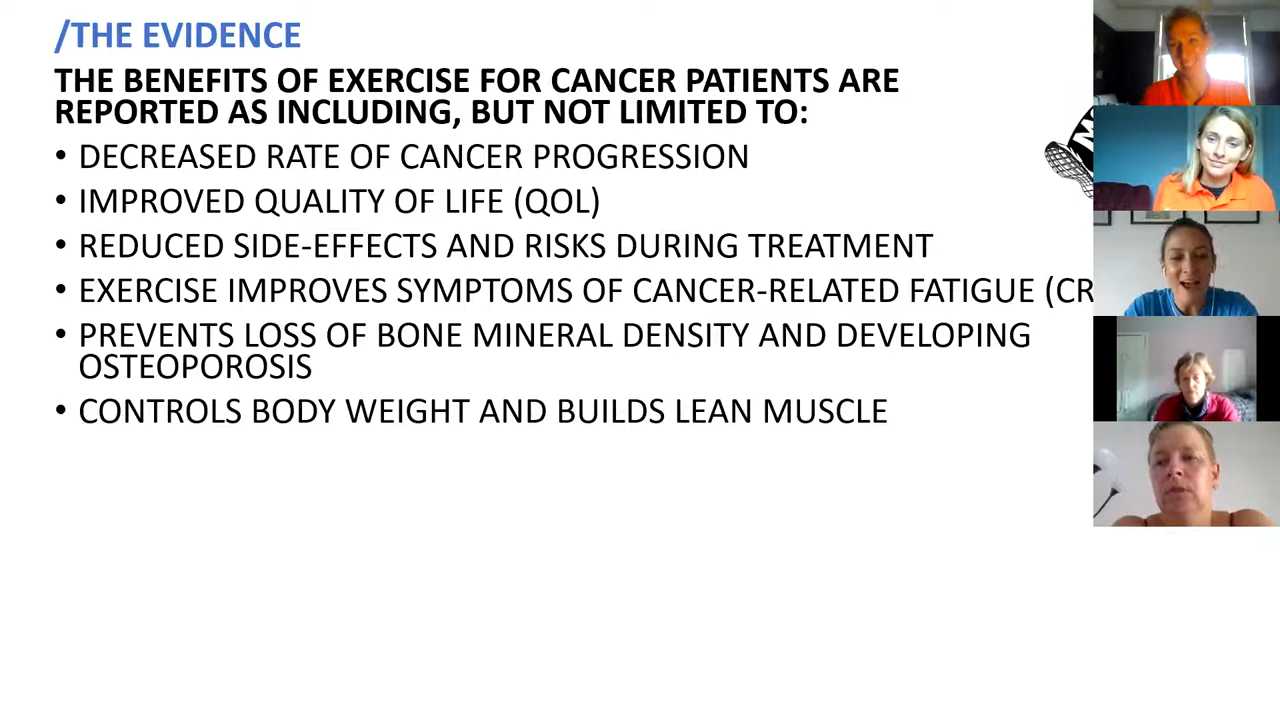 /THE EVIDENCE
THE BENEFITS OF EXERCISE FOR CANCER PATIENTS ARE
REPORTED AS INCLUDING, BUT NOT LIMITED TO:
• DECREASED RATE OF CANCER PROGRESSION
• IMPROVED QUALITY OF LIFE (QOL)
• REDUCED SIDE-EFFECTS AND RISKS DURING TREATMENT
• EXERCISE IMPROVES SYMPTOMS OF CANCER-RELATED FATIGUE (CR
• PREVENTS LOSS OF BONE MINERAL DENSITY AND DEVELOPING
OSTEOPOROSIS
• CONTROLS BODY WEIGHT AND BUILDS LEAN MUSCLE